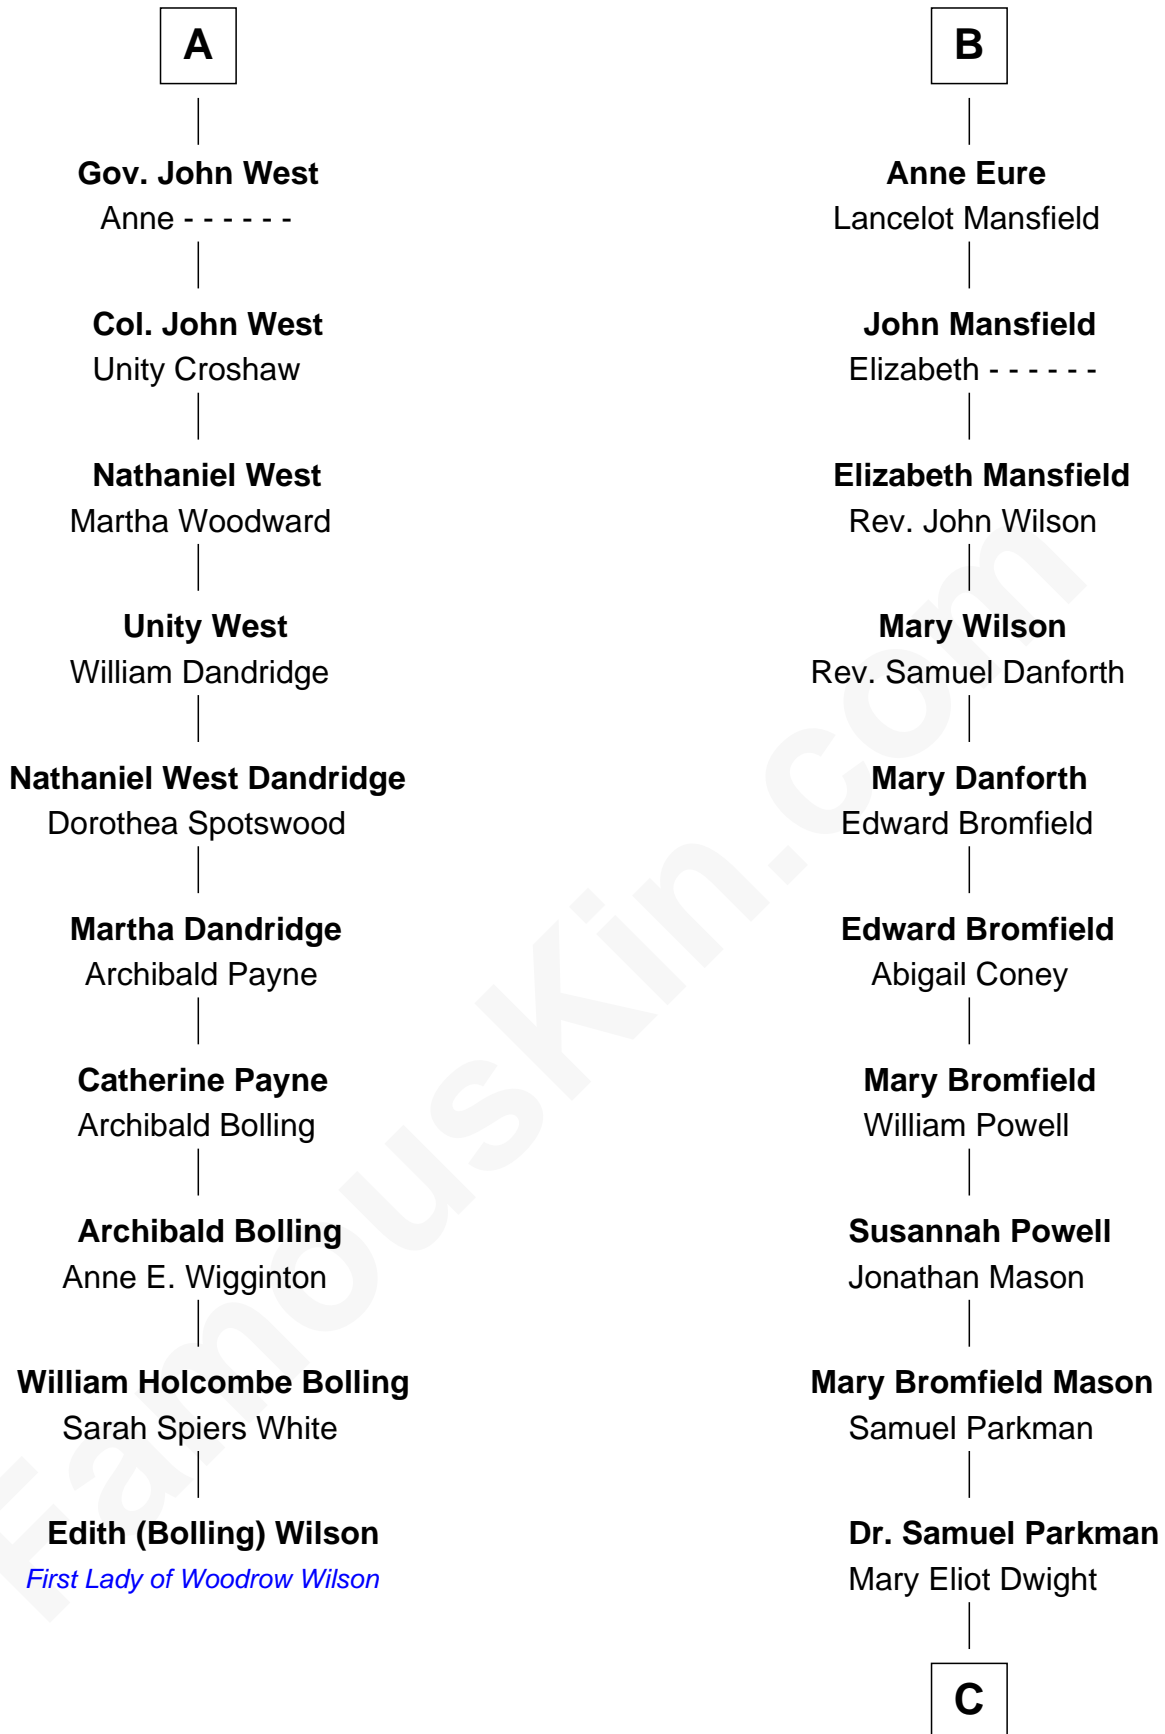 A
Gov. John West
Anne - - - - - -
Col. John West
Unity Croshaw
Nathaniel West
Martha Woodward
Unity West
William Dandridge
Nathaniel West Dandridge
Dorothea Spotswood
Martha Dandridge
Archibald Payne
Catherine Payne
Archibald Bolling
Archibald Bolling
Anne E. Wigginton
William Holcombe Bolling
Sarah Spiers White
Edith (Bolling) Wilson
First Lady of Woodrow Wilson
B
Anne Eure
Lancelot Mansfield
John Mansfield
Elizabeth - - - - - -
Elizabeth Mansfield
Rev. John Wilson
Mary Wilson
Rev. Samuel Danforth
Mary Danforth
Edward Bromfield
Edward Bromfield
Abigail Coney
Mary Bromfield
William Powell
Susannah Powell
Jonathan Mason
Mary Bromfield Mason
Samuel Parkman
Dr. Samuel Parkman
Mary Eliot Dwight
C
FamousKin.com